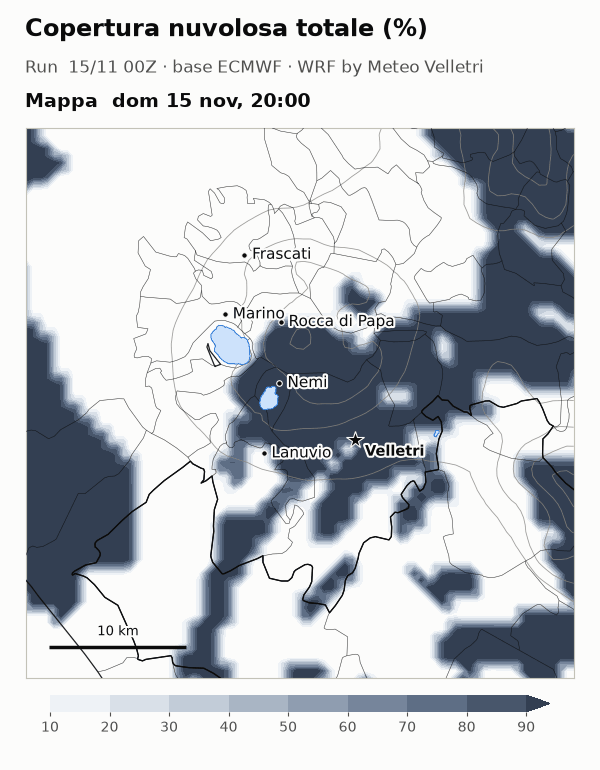 Copertura nuvolosa totale (%)
Run  15/11 00Z · base ECMWF · WRF by Meteo Velletri
Mappa  dom 15 nov, 20:00
Frascati
Marino
Rocca di Papa
Nemi
Velletri
Lanuvio
10 km
10 20 30 40 50 60 70 80 90